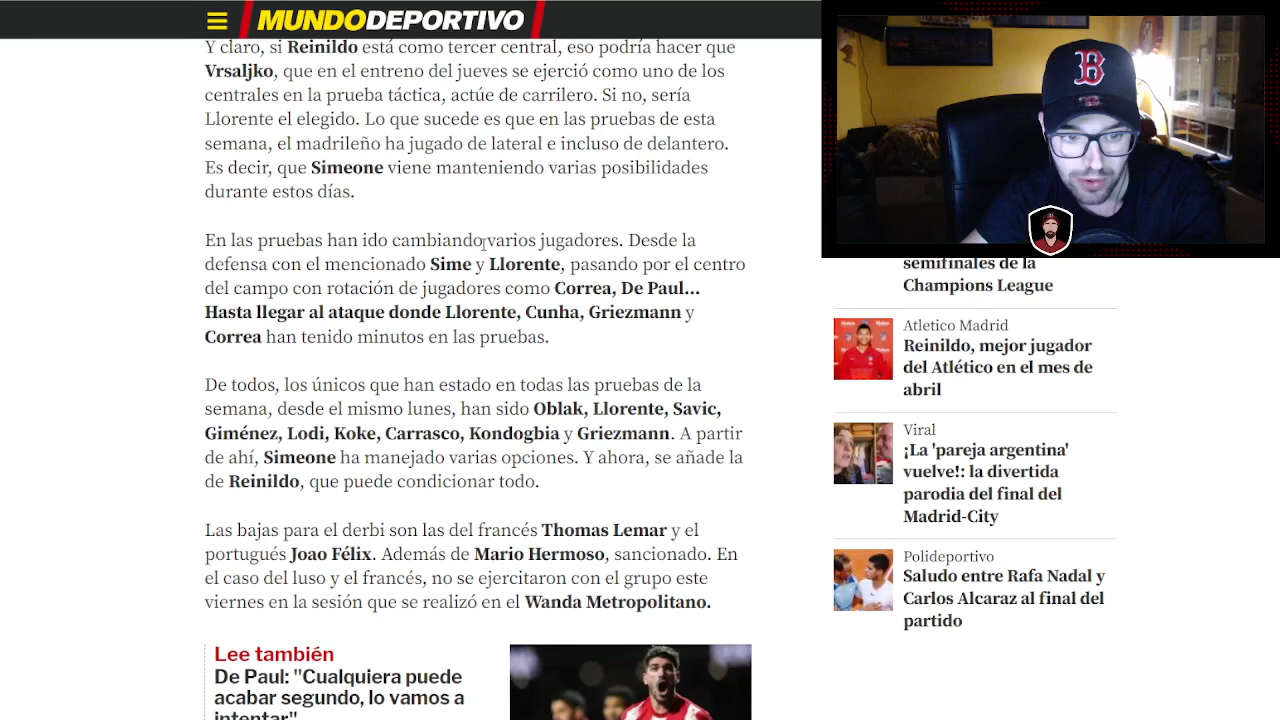 MUNDODEPORTIVO
Y claro, si Reinildo está como tercer central, eso podría hacer que
Vrsaljko, que en el entreno del jueves se ejerció como uno de los
centrales en la prueba táctica, actúe de carrilero. Si no, sería
Llorente el elegido. Lo que sucede es que en las pruebas de esta
semana, el madrileño ha jugado de lateral e incluso de delantero.
Es decir, que Simeone viene manteniendo varias posibilidades
durante estos días.
En las pruebas han ido cambiando varios jugadores. Desde la
defensa con el mencionado Sime y Llorente, pasando por el centro
del campo con rotación de jugadores como Correa, De Paul...
Hasta llegar al ataque donde Llorente, Cunha, Griezmann y
Correa han tenido minutos en las pruebas.
De todos, los únicos que han estado en todas las pruebas de la
semana, desde el mismo lunes, han sido Oblak, Llorente, Savic,
Giménez, Lodi, Koke, Carrasco, Kondogbia y Griezmann. A partir
de ahí, Simeone ha manejado varias opciones. Y ahora, se añade la
de Reinildo, que puede condicionar todo.
Las bajas para el derbi son las del francés Thomas Lemar y el
portugués Joao Félix. Además de Mario Hermoso, sancionado. En
el caso del luso y el francés, no se ejercitaron con el grupo este
viernes en la sesión que se realizó en el Wanda Metropolitano.
Lee también
De Paul: "Cualquiera puede
acabar segundo, lo vamos a
intentar"
B
semifinales de la
Champions League
Atletico Madrid
Reinildo, mejor jugador
del Atlético en el mes de
abril
Viral
¡La 'pareja argentina'
vuelve!: la divertida
parodia del final del
Madrid-City
Polideportivo
Saludo entre Rafa Nadal y
Carlos Alcaraz al final del
partido